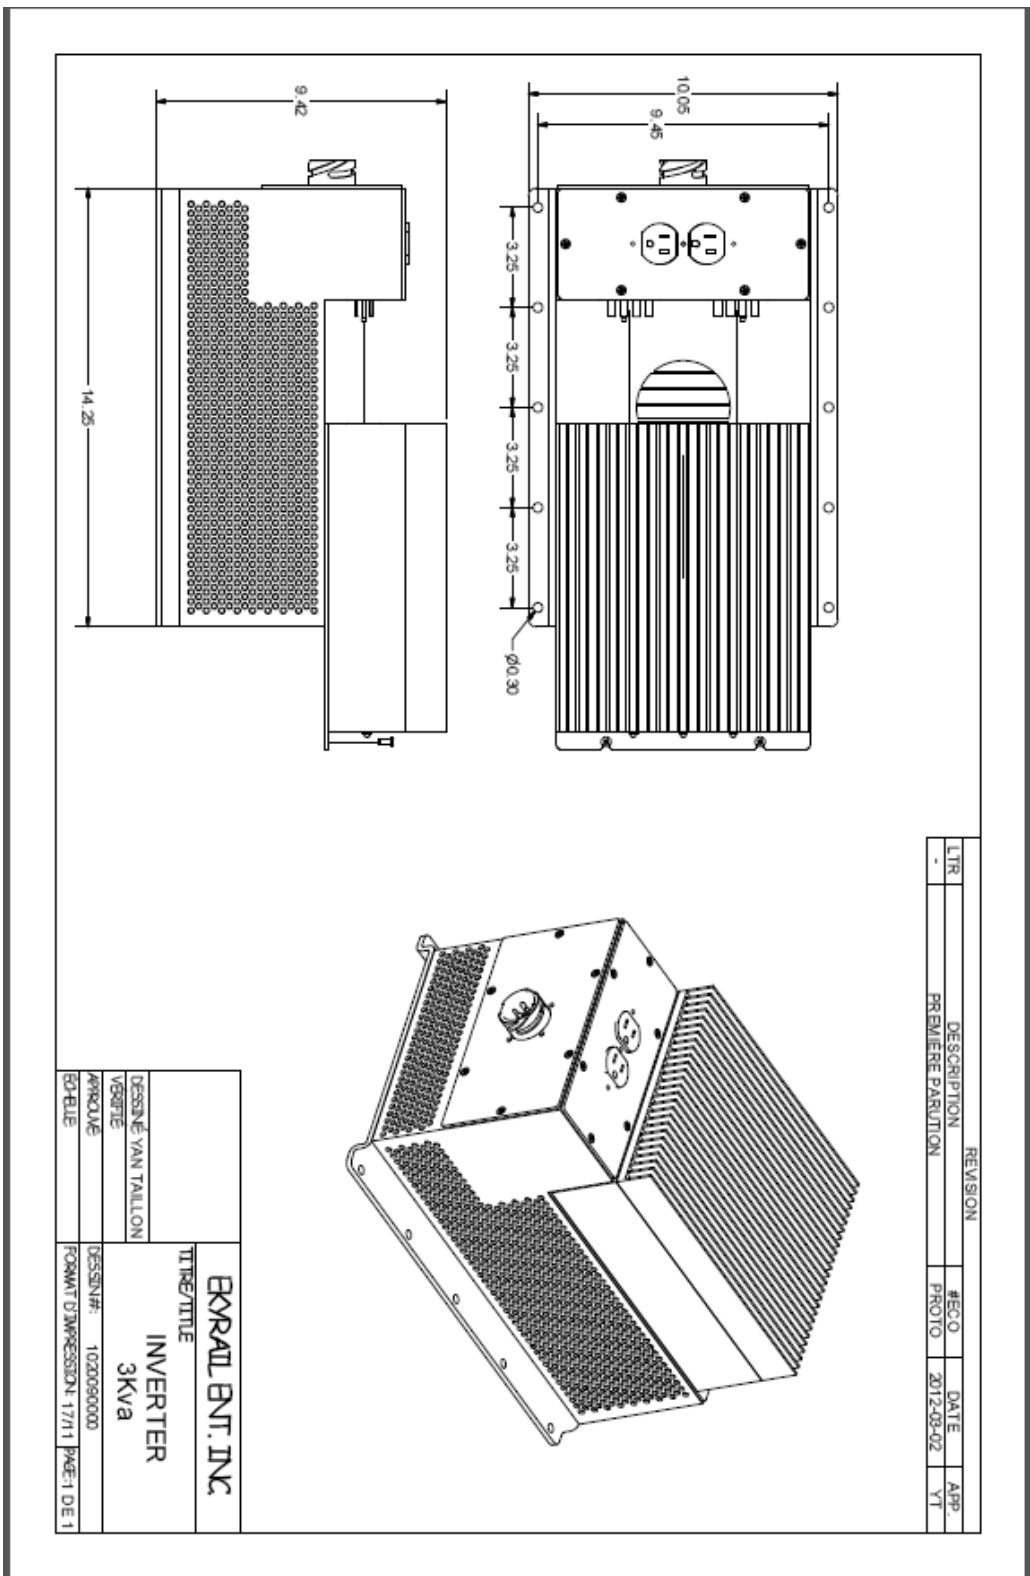 REVISION
LTR DESCRIPTION #ECO DATE APP.
- PREMIÈRE PARUTION PROTO 2012-03-02 YT
10.05
9.45
3.25
3.25
3.25
3.25
Ø0.30
9.42
14.25
EKYRAIL ENT. INC.
TITRE/TITLE
INVERTER
3Kva
DESSINÉ YAN TAILLON
VÉRIFIÉ
APPROUVÉ
ÉCHELLE
DESSIN#: 1020090000
FORMAT D'IMPRESSION: 17/11 PAGE:1 DE 1